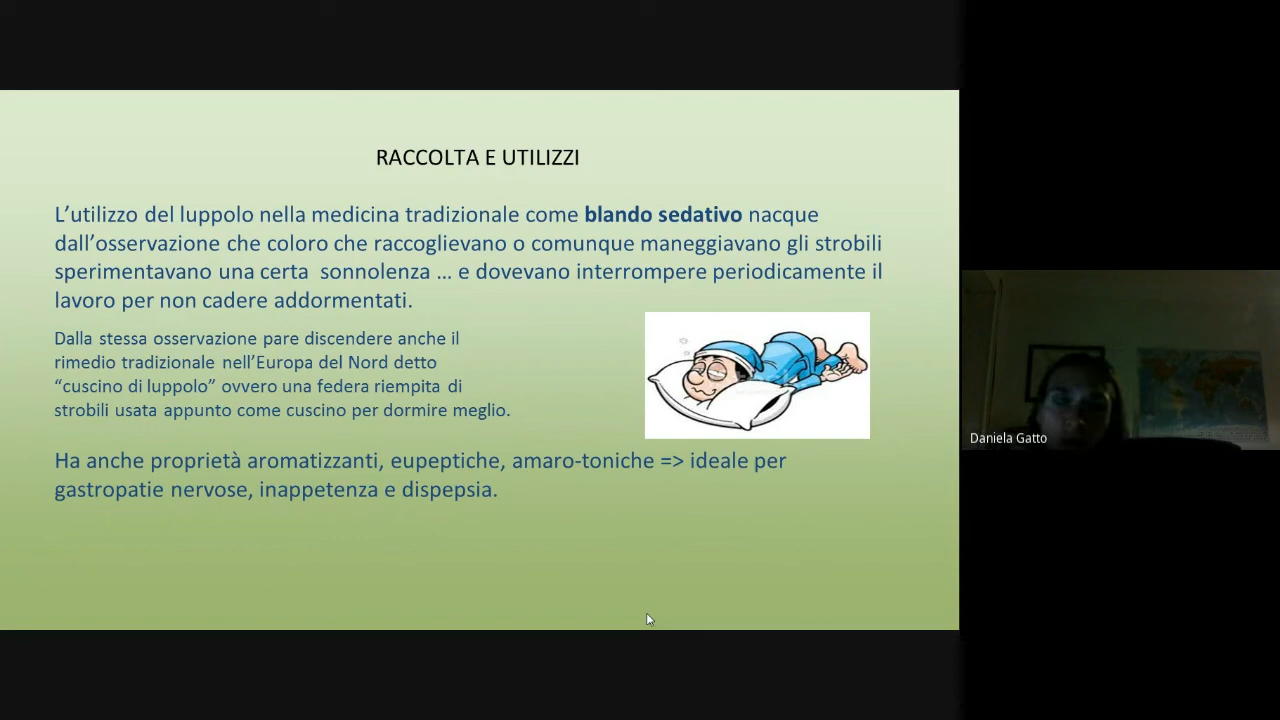 RACCOLTA E UTILIZZI
L’utilizzo del luppolo nella medicina tradizionale come blando sedativo nacque
dall’osservazione che coloro che raccoglievano o comunque maneggiavano gli strobili
sperimentavano una certa  sonnolenza … e dovevano interrompere periodicamente il
lavoro per non cadere addormentati.
Dalla stessa osservazione pare discendere anche il
rimedio tradizionale nell’Europa del Nord detto
“cuscino di luppolo” ovvero una federa riempita di
strobili usata appunto come cuscino per dormire meglio.
Ha anche proprietà aromatizzanti, eupeptiche, amaro-toniche => ideale per
gastropatie nervose, inappetenza e dispepsia.
Daniela Gatto